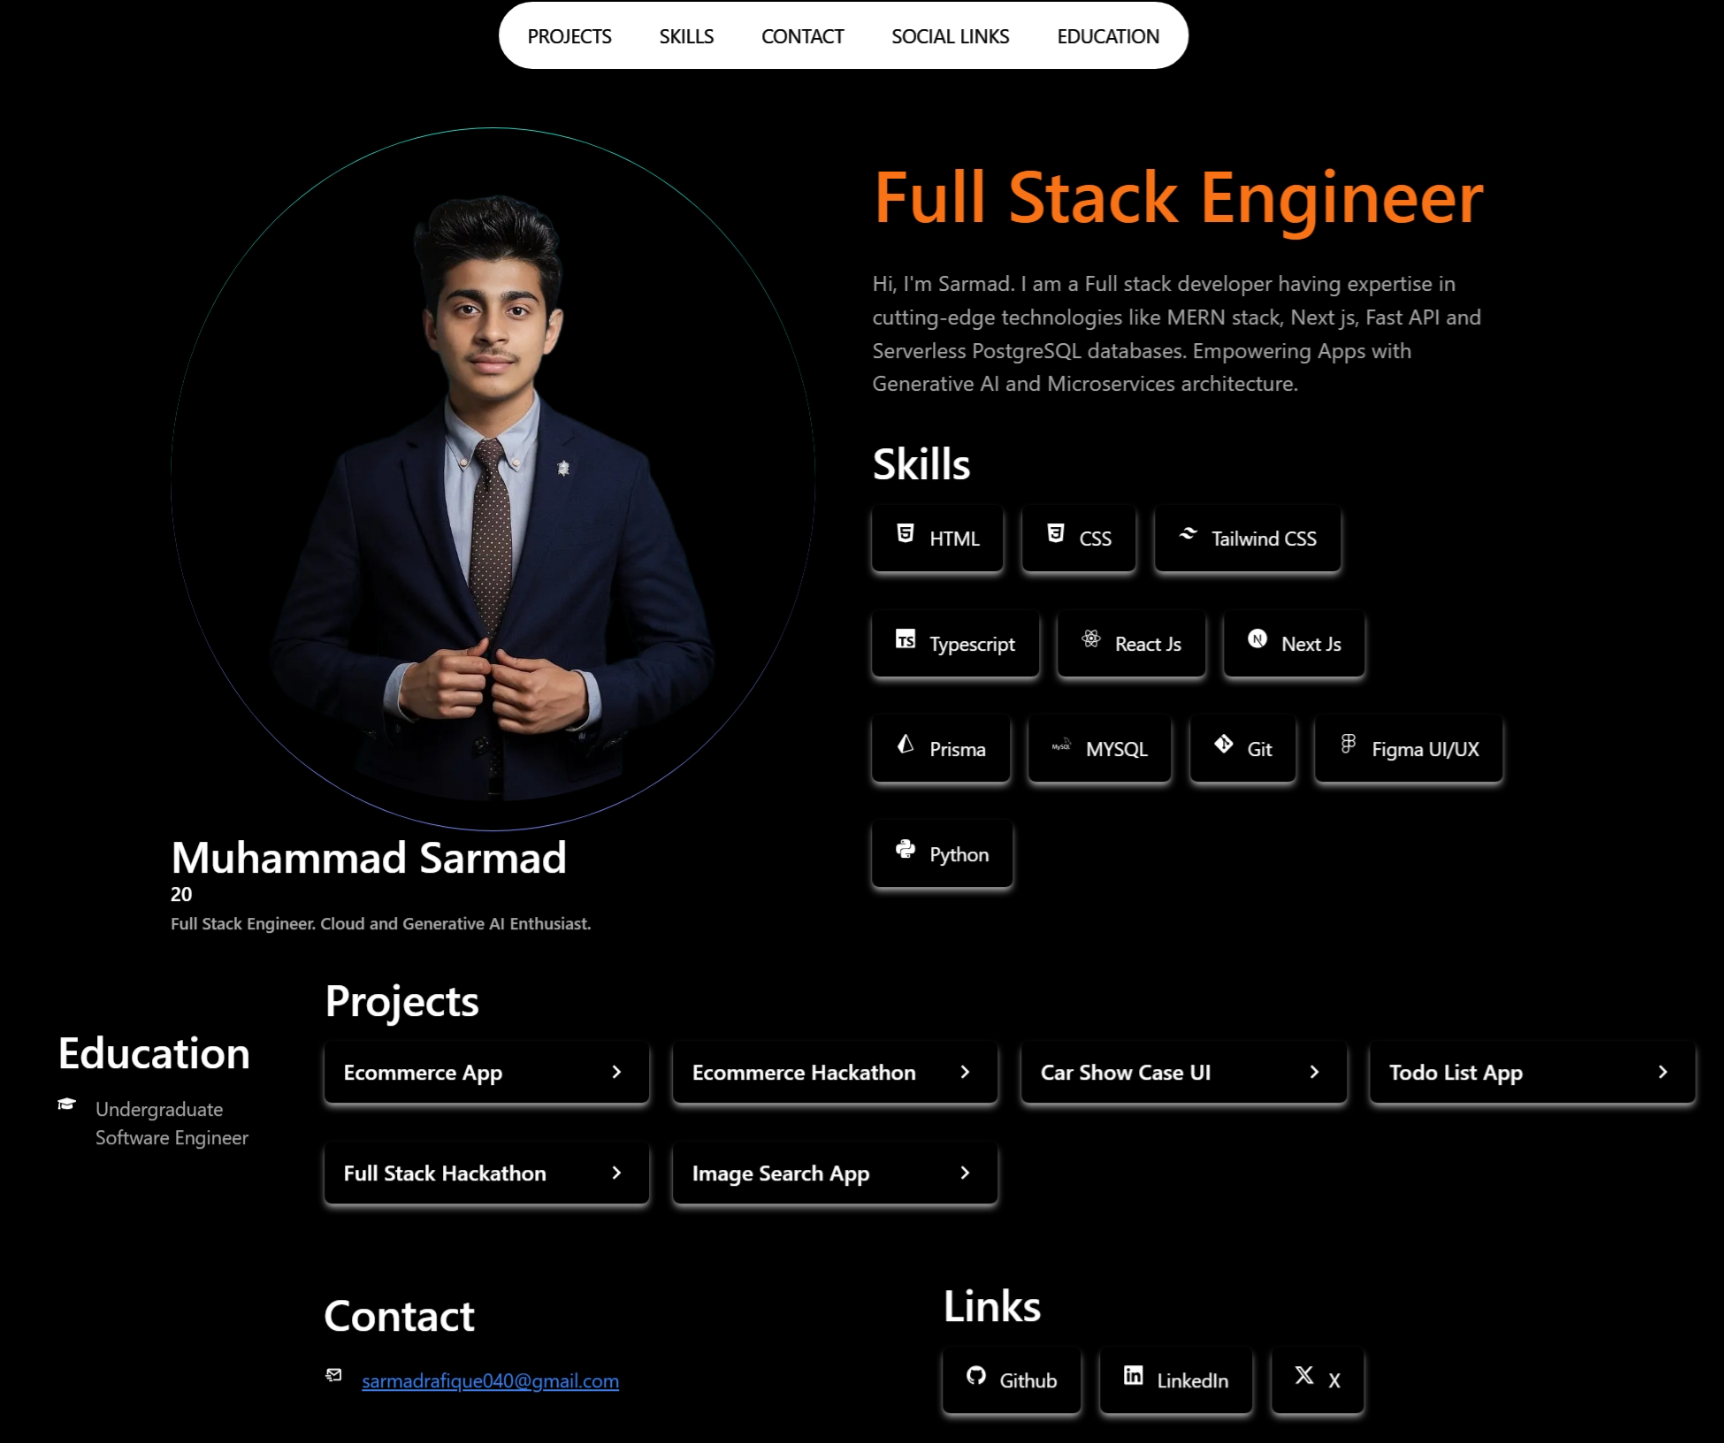 PROJECTS SKILLS CONTACT SOCIAL LINKS EDUCATION
Full Stack Engineer
Hi, I'm Sarmad. I am a Full stack developer having expertise in
cutting-edge technologies like MERN stack, Next js, Fast API and
Serverless PostgreSQL databases. Empowering Apps with
Generative AI and Microservices architecture.
Skills
HTML CSS Tailwind CSS
TS Typescript React Js N Next Js
Prisma MySQL MYSQL Git Figma UI/UX
Python
Muhammad Sarmad
20
Full Stack Engineer. Cloud and Generative AI Enthusiast.
Education
Undergraduate
Software Engineer
Projects
Ecommerce App Ecommerce Hackathon Car Show Case UI Todo List App
Full Stack Hackathon Image Search App
Contact
sarmadrafique040@gmail.com
Links
Github in LinkedIn X X